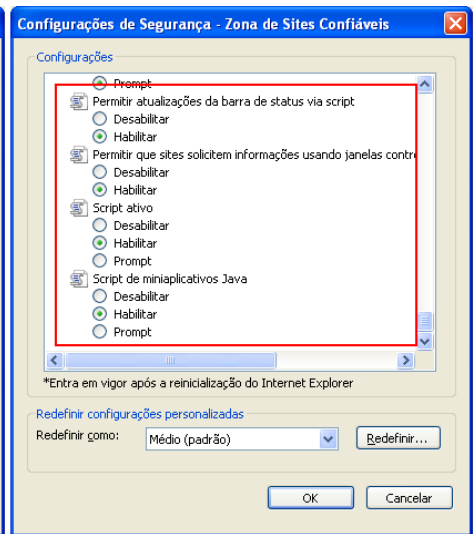 Configurações de Segurança - Zona de Sites Confiáveis
Configurações
Prompt
Permitir atualizações da barra de status via script
Desabilitar
Habilitar
Permitir que sites solicitem informações usando janelas contro
Desabilitar
Habilitar
Script ativo
Desabilitar
Habilitar
Prompt
Script de miniaplicativos Java
Desabilitar
Habilitar
Prompt
*Entra em vigor após a reinicialização do Internet Explorer
Redefinir configurações personalizadas
Redefinir como: Médio (padrão) Redefinir...
OK Cancelar